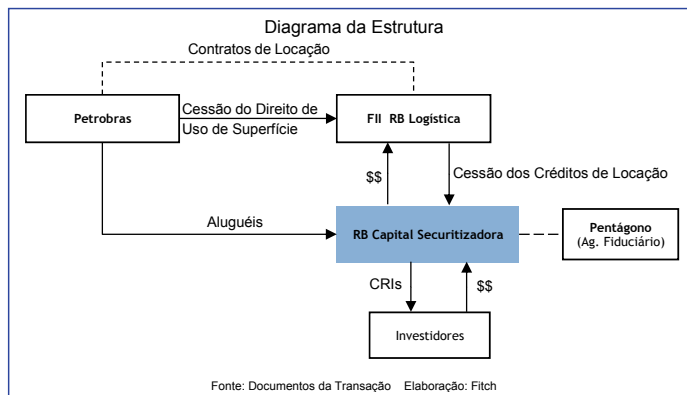 Diagrama da Estrutura
Contratos de Locação
Petrobras
Cessão do Direito de
Uso de Superfície
FII RB Logística
$$
Cessão dos Créditos de Locação
Aluguéis
RB Capital Securitizadora
Pentágono
(Ag. Fiduciário)
CRIs
$$
Investidores
Fonte: Documentos da Transação Elaboração: Fitch